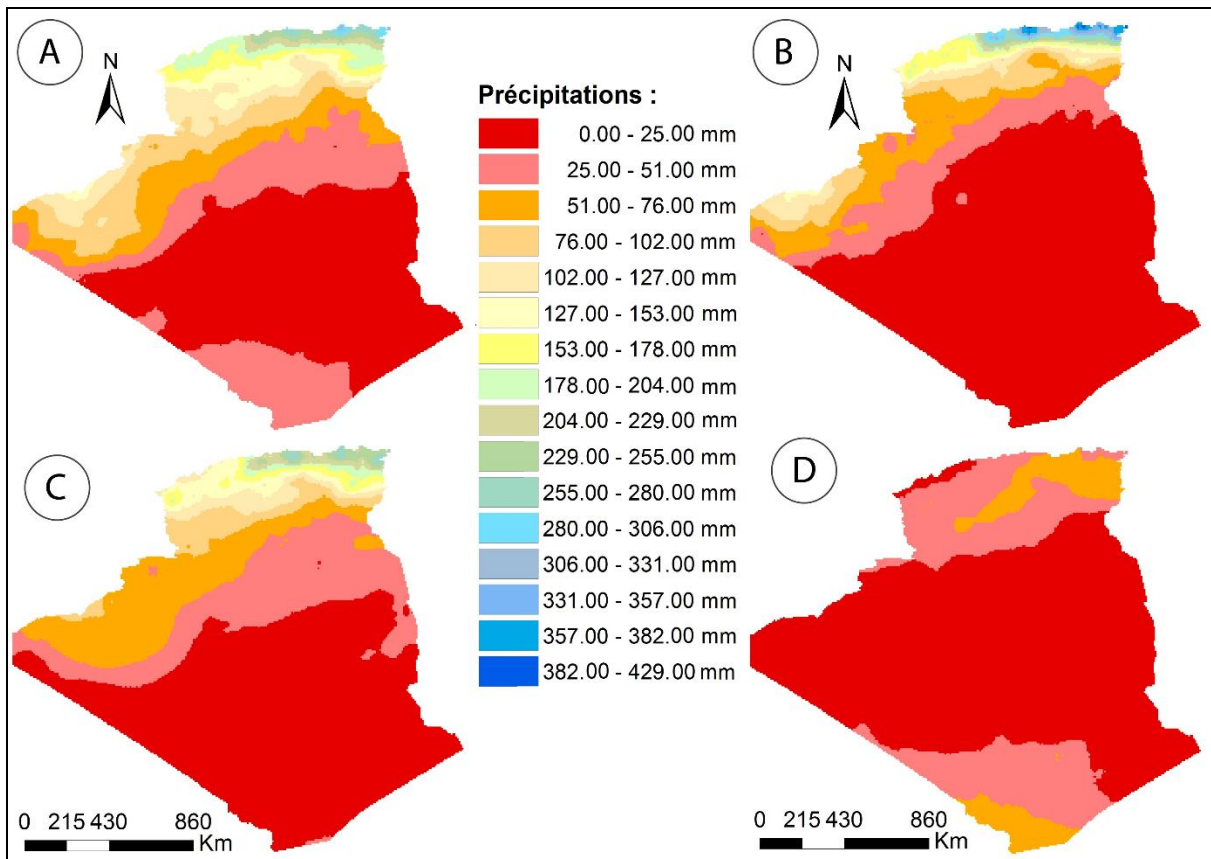 A
N
B
N
Précipitations :
0.00 - 25.00 mm
25.00 - 51.00 mm
51.00 - 76.00 mm
76.00 - 102.00 mm
102.00 - 127.00 mm
127.00 - 153.00 mm
153.00 - 178.00 mm
178.00 - 204.00 mm
204.00 - 229.00 mm
229.00 - 255.00 mm
255.00 - 280.00 mm
280.00 - 306.00 mm
306.00 - 331.00 mm
331.00 - 357.00 mm
357.00 - 382.00 mm
382.00 - 429.00 mm
C
D
0 215 430 860
Km
0 215 430 860
Km